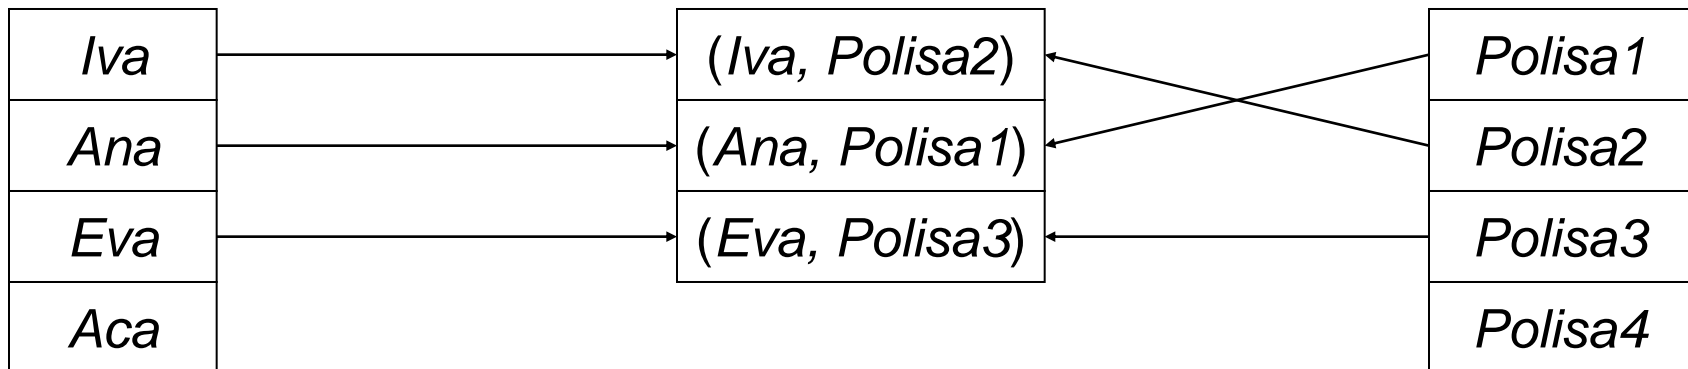 Iva (Iva, Polisa2) Polisa1
Ana (Ana, Polisa1) Polisa2
Eva (Eva, Polisa3) Polisa3
Aca Polisa4